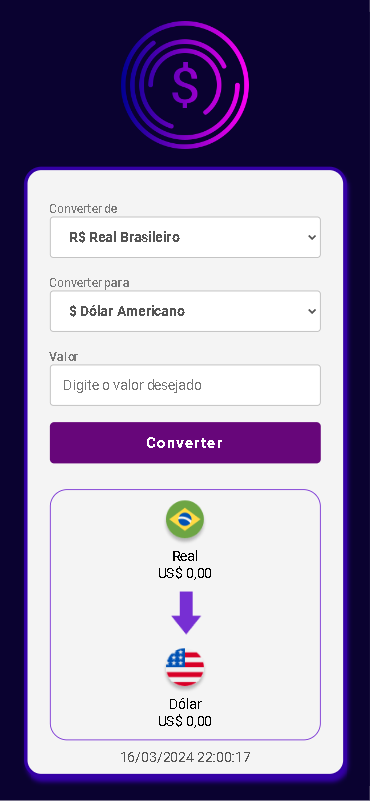 $
Converter de
R$ Real Brasileiro
Converter para
$ Dólar Americano
Valor
Digite o valor desejado
Converter
Real
US$ 0,00
Dólar
US$ 0,00
16/03/2024 22:00:17